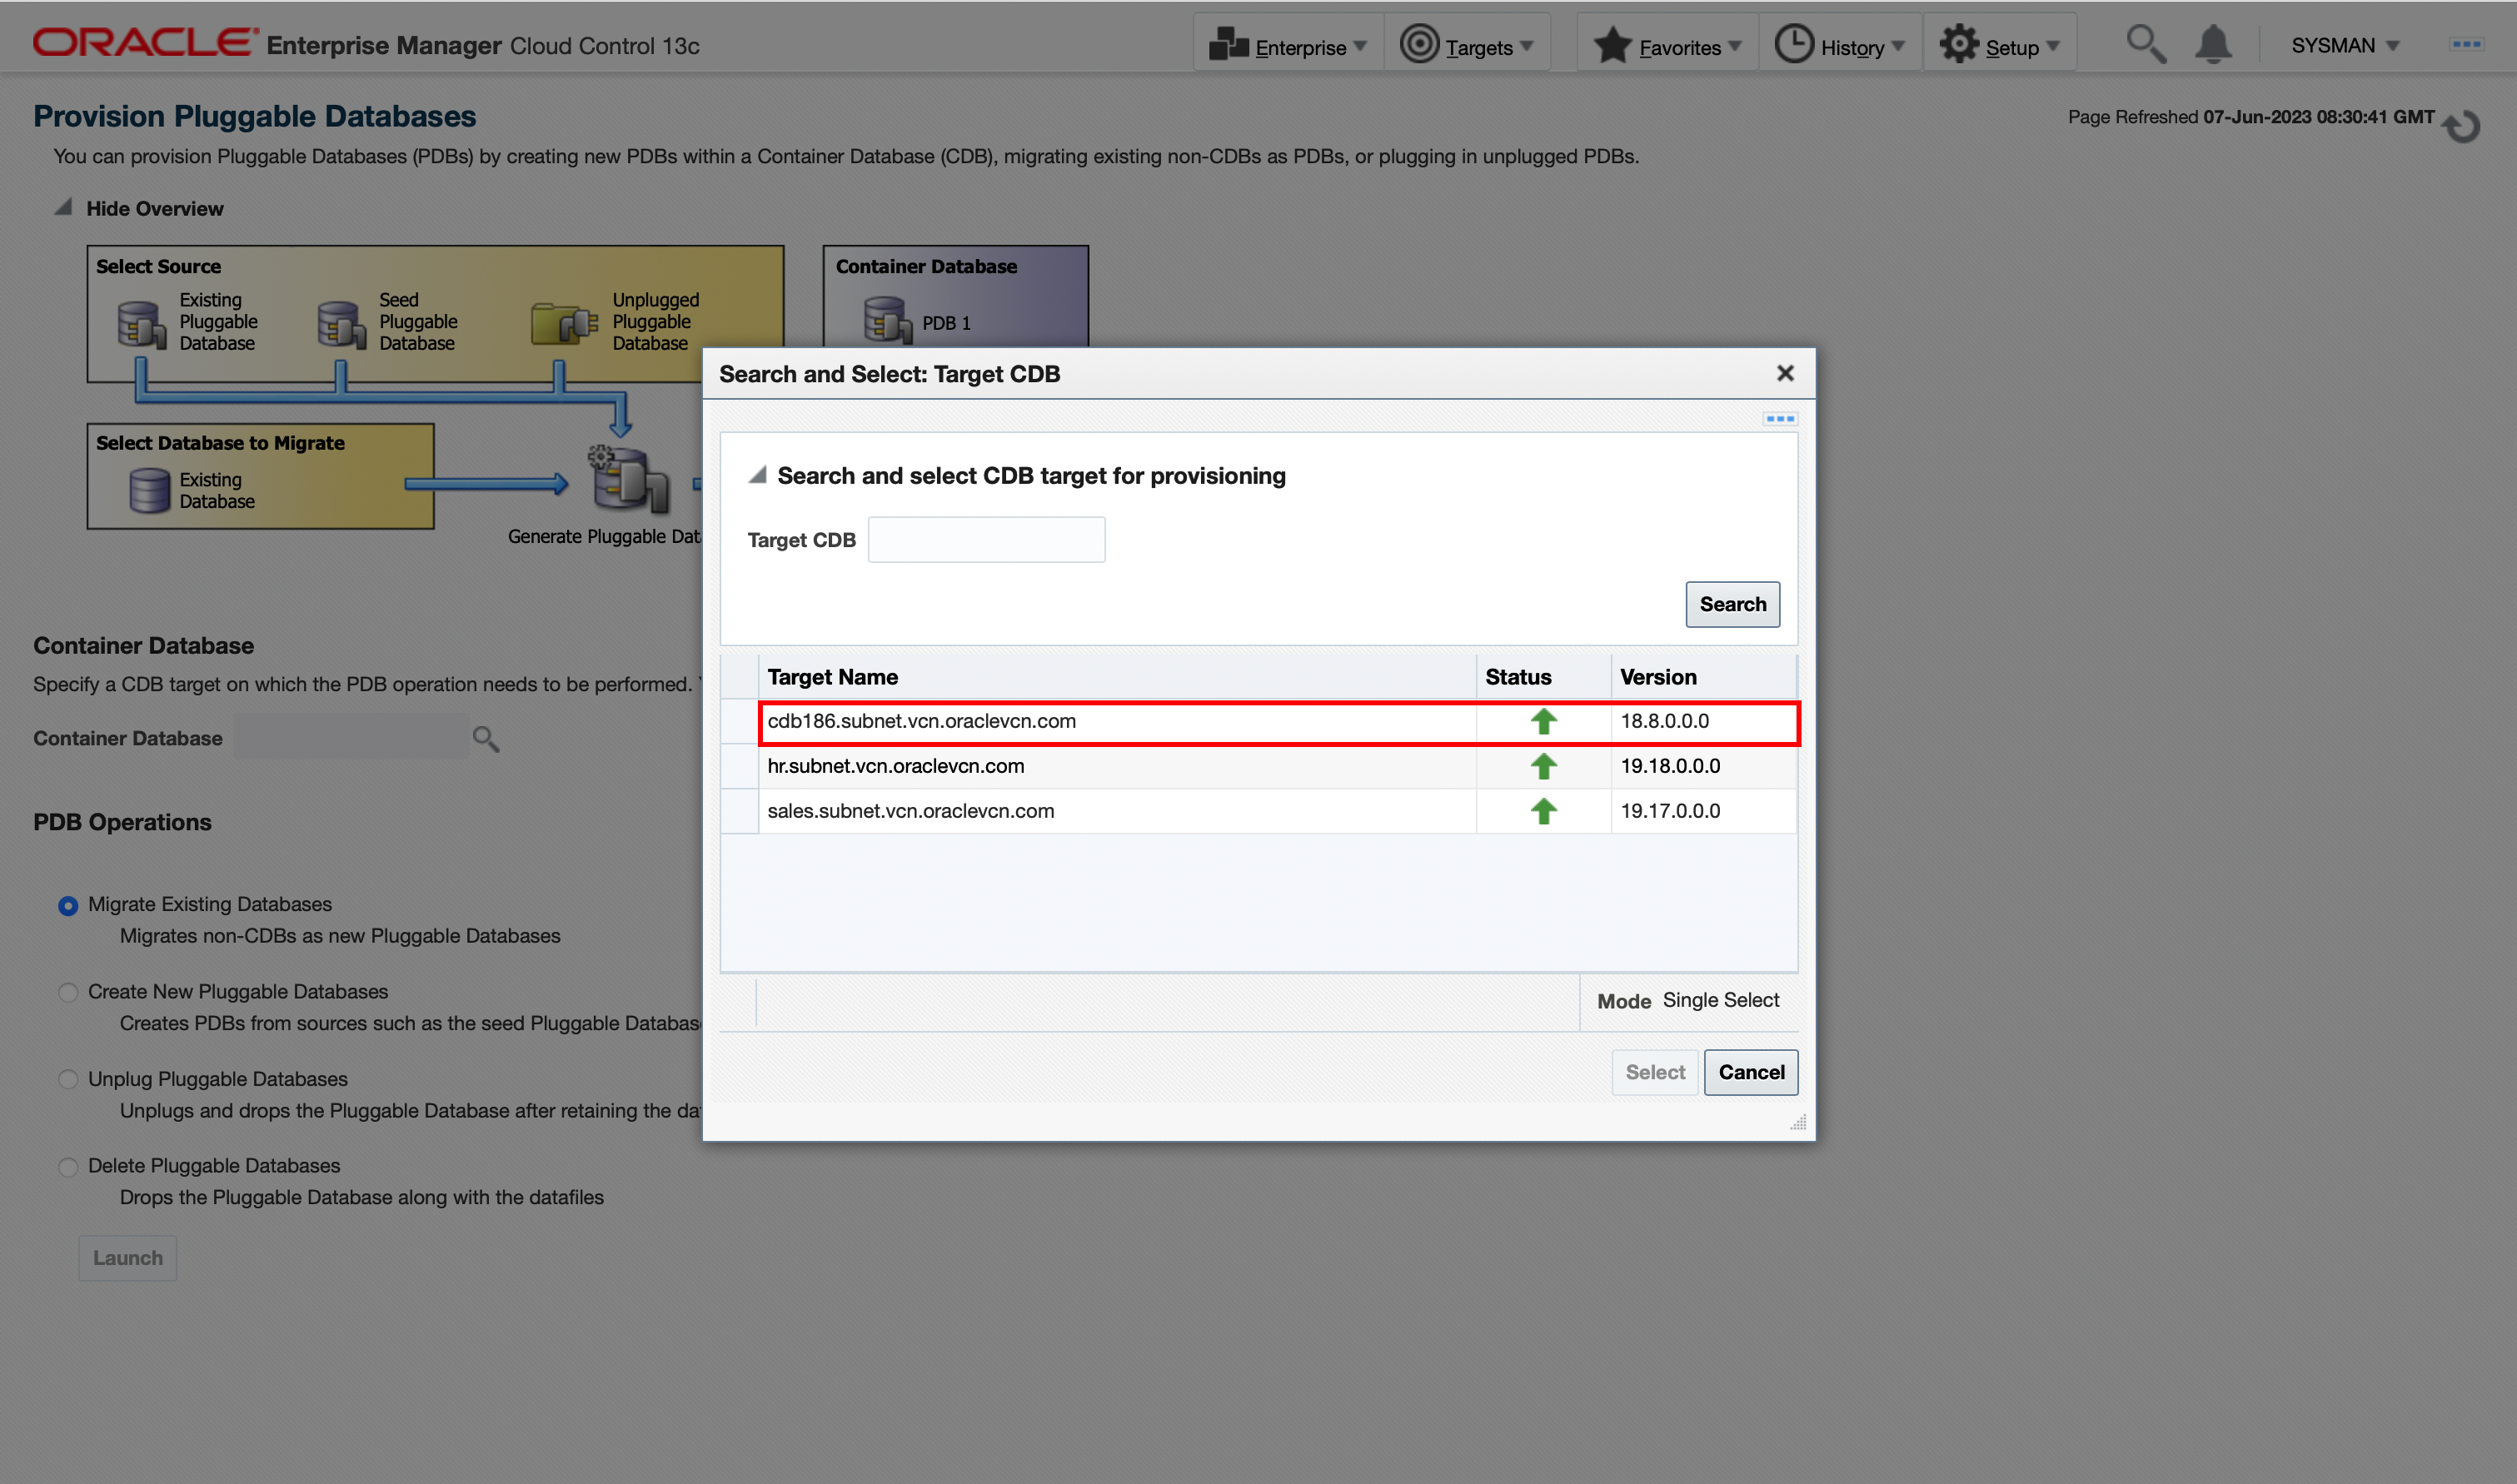 ORACLE Enterprise Manager Cloud Control 13c
Enterprise Targets Favorites History Setup SYSMAN
Provision Pluggable Databases
Page Refreshed 07-Jun-2023 08:30:41 GMT
You can provision Pluggable Databases (PDBs) by creating new PDBs within a Container Database (CDB), migrating existing non-CDBs as PDBs, or plugging in unplugged PDBs.
Hide Overview
Select Source
Existing
Pluggable
Database
Seed
Pluggable
Database
Unplugged
Pluggable
Database
Container Database
PDB 1
Select Database to Migrate
Existing
Database
Generate Pluggable Dat
Container Database
Specify a CDB target on which the PDB operation needs to be performed.
Container Database
PDB Operations
Migrate Existing Databases
Migrates non-CDBs as new Pluggable Databases
Create New Pluggable Databases
Creates PDBs from sources such as the seed Pluggable Databas
Unplug Pluggable Databases
Unplugs and drops the Pluggable Database after retaining the da
Delete Pluggable Databases
Drops the Pluggable Database along with the datafiles
Launch
Search and Select: Target CDB
Search and select CDB target for provisioning
Target CDB
Search
Target Name Status Version
cdb186.subnet.vcn.oraclevcn.com 18.8.0.0.0
hr.subnet.vcn.oraclevcn.com 19.18.0.0.0
sales.subnet.vcn.oraclevcn.com 19.17.0.0.0
Mode Single Select
Select Cancel